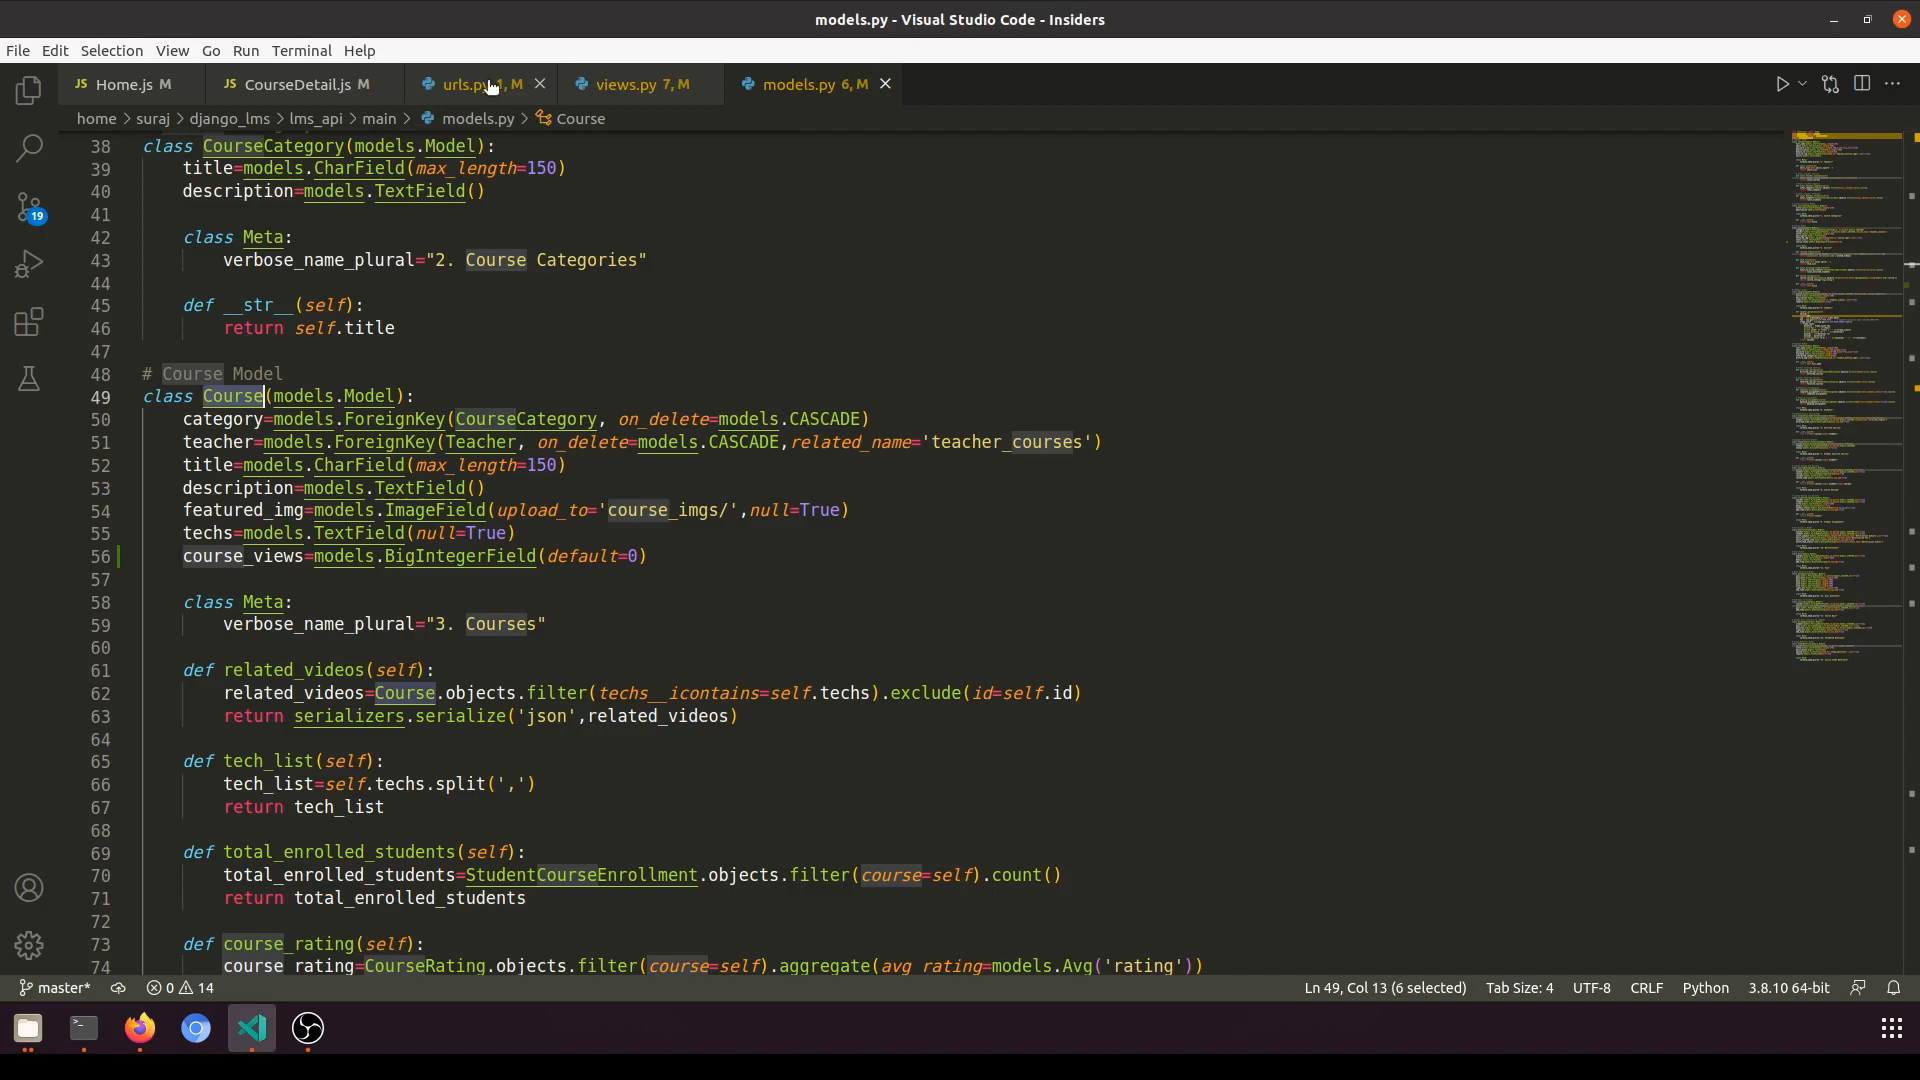 models.py - Visual Studio Code - Insiders
File Edit Selection View Go Run Terminal Help
JS Home.js M JS CourseDetail.js M urls.py 1, M views.py 7, M models.py 6, M
home > suraj > django_lms > lms_api > main > models.py > Course
38 class CourseCategory(models.Model):
39 title=models.CharField(max_length=150)
40 description=models.TextField()
41
42 class Meta:
43 verbose_name_plural="2. Course Categories"
44
45 def __str__(self):
46 return self.title
47
48 # Course Model
49 class Course(models.Model):
50 category=models.ForeignKey(CourseCategory, on_delete=models.CASCADE)
51 teacher=models.ForeignKey(Teacher, on_delete=models.CASCADE,related_name='teacher_courses')
52 title=models.CharField(max_length=150)
53 description=models.TextField()
54 featured_img=models.ImageField(upload_to='course_imgs/',null=True)
55 techs=models.TextField(null=True)
56 course_views=models.BigIntegerField(default=0)
57
58 class Meta:
59 verbose_name_plural="3. Courses"
60
61 def related_videos(self):
62 related_videos=Course.objects.filter(techs__icontains=self.techs).exclude(id=self.id)
63 return serializers.serialize('json',related_videos)
64
65 def tech_list(self):
66 tech_list=self.techs.split(',')
67 return tech_list
68
69 def total_enrolled_students(self):
70 total_enrolled_students=StudentCourseEnrollment.objects.filter(course=self).count()
71 return total_enrolled_students
72
73 def course_rating(self):
74 course_rating=CourseRating.objects.filter(course=self).aggregate(avg_rating=models.Avg('rating'))
19
master* 0 14 Ln 49, Col 13 (6 selected) Tab Size: 4 UTF-8 CRLF Python 3.8.10 64-bit